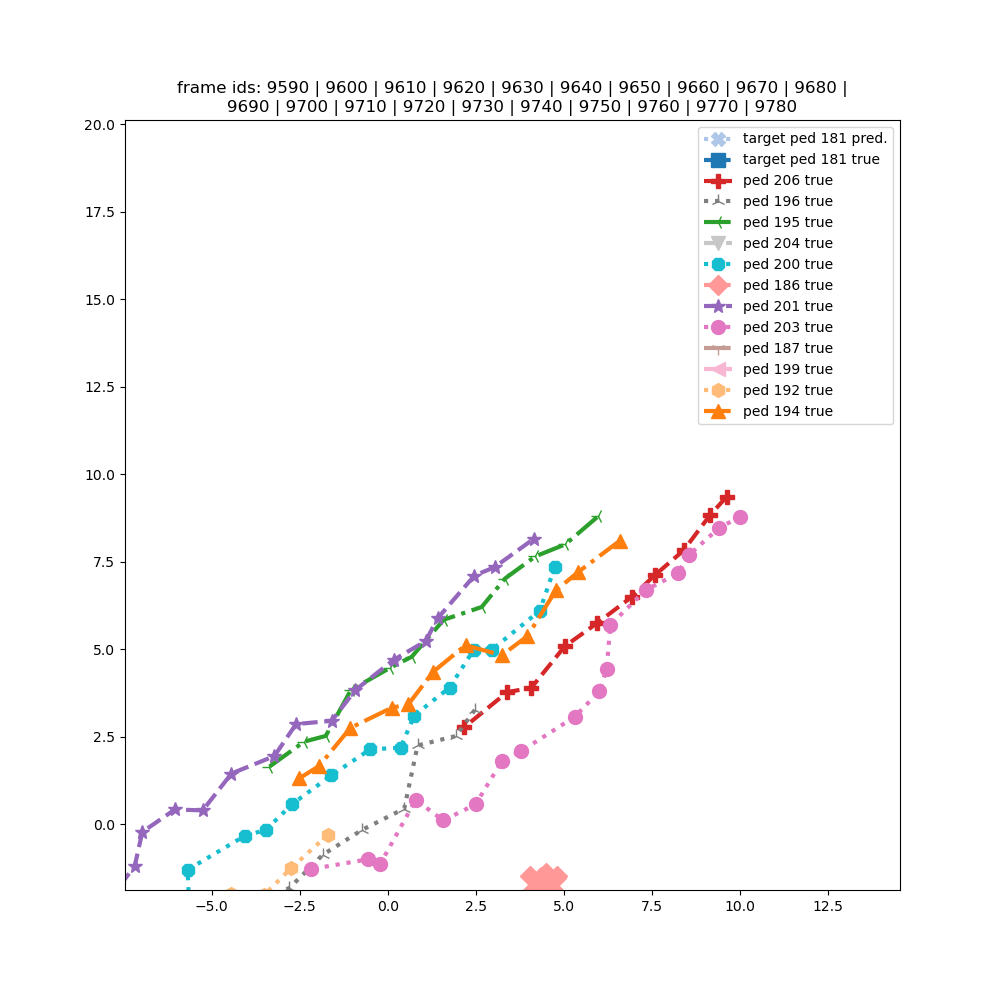 frame ids: 9590 | 9600 | 9610 | 9620 | 9630 | 9640 | 9650 | 9660 | 9670 | 9680 |
9690 | 9700 | 9710 | 9720 | 9730 | 9740 | 9750 | 9760 | 9770 | 9780
target ped 181 pred.
target ped 181 true
ped 206 true
ped 196 true
ped 195 true
ped 204 true
ped 200 true
ped 186 true
ped 201 true
ped 203 true
ped 187 true
ped 199 true
ped 192 true
ped 194 true
20.0
17.5
15.0
12.5
10.0
7.5
5.0
2.5
0.0
−5.0 −2.5 0.0 2.5 5.0 7.5 10.0 12.5